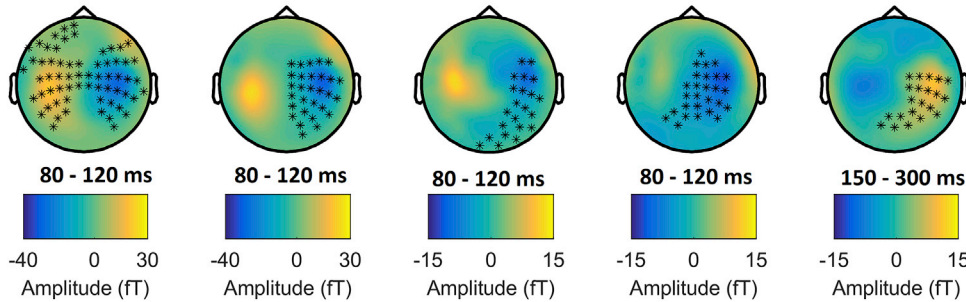 80 - 120 ms 80 - 120 ms 80 - 120 ms 80 - 120 ms 150 - 300 ms
-40 0 30 -40 0 30 -15 0 15 -15 0 15 -15 0 15
Amplitude (fT) Amplitude (fT) Amplitude (fT) Amplitude (fT) Amplitude (fT)